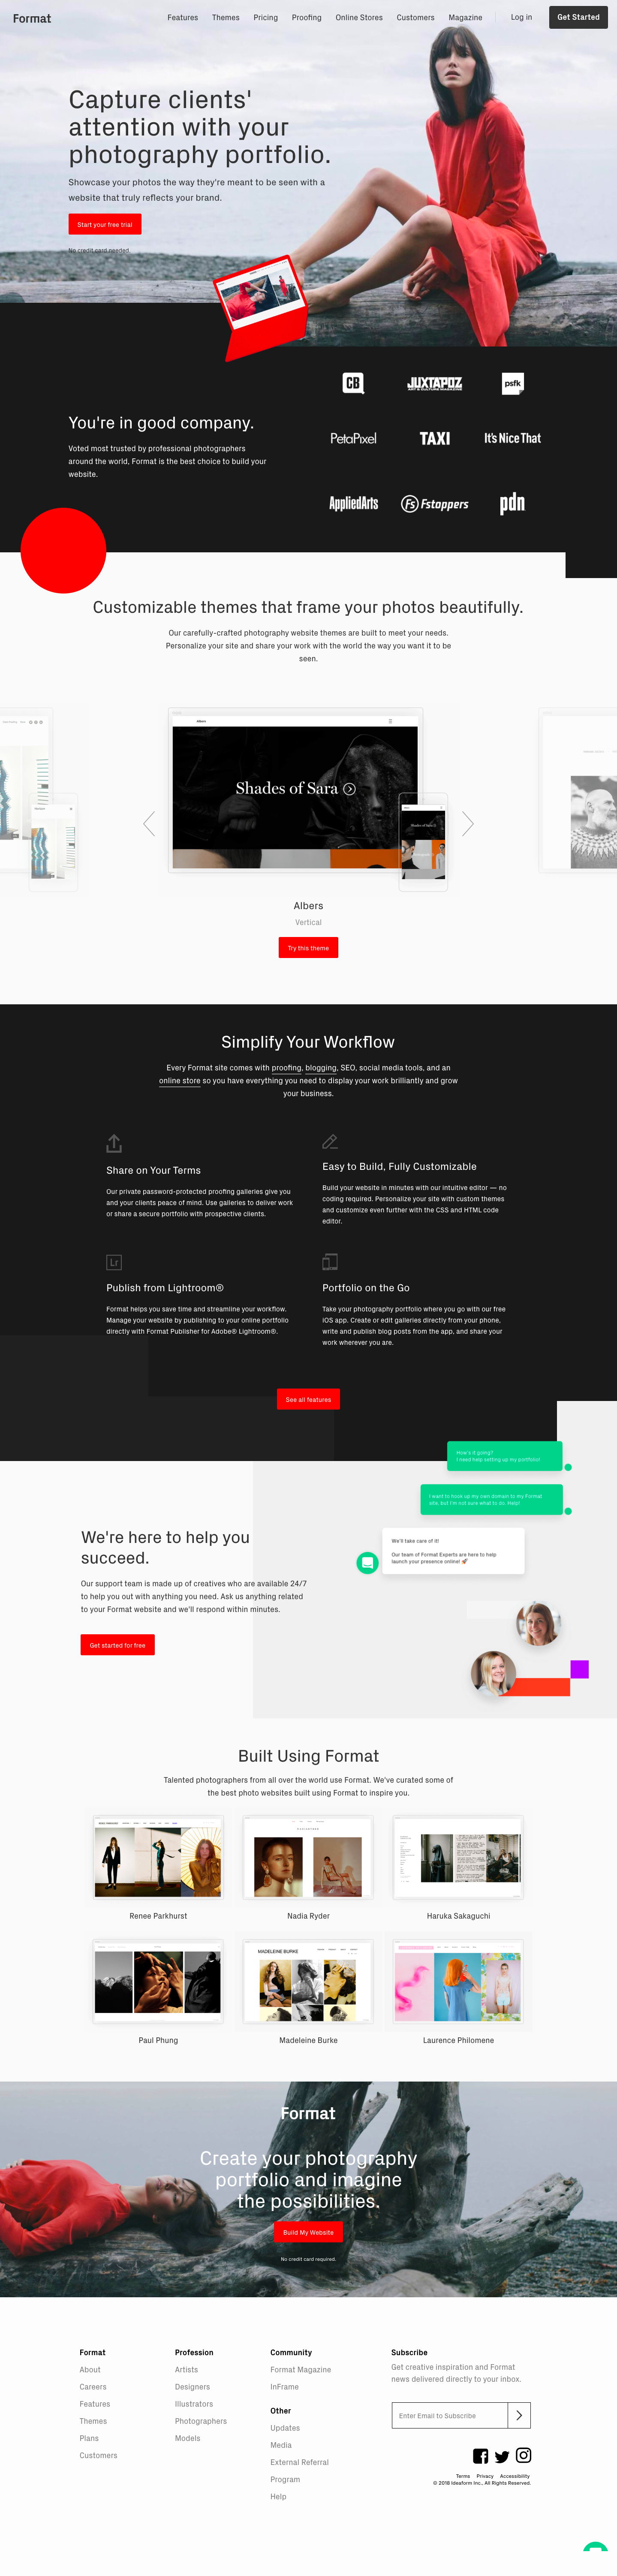 Format
Features
Themes
Pricing
Proofing
Online Stores
Customers
Magazine
Log in
Get Started
Capture clients'
attention with your
photography portfolio.
Showcase your photos the way they're meant to be seen with a
website that truly reflects your brand.
Start your free trial
No credit card needed.
You're in good company.
Voted most trusted by professional photographers
around the world, Format is the best choice to build your
website.
CB
JUXTAPOZ
ART & CULTURE MAGAZINE
psfk
PetaPixel
TAXI
It's Nice That
AppliedArts
Fs Fstoppers
pdn
Customizable themes that frame your photos beautifully.
Our carefully-crafted photography website themes are built to meet your needs.
Personalize your site and share your work with the world the way you want it to be
seen.
Albers
Shades of Sara
Albers
Vertical
Try this theme
Simplify Your Workflow
Every Format site comes with proofing, blogging, SEO, social media tools, and an
online store so you have everything you need to display your work brilliantly and grow
your business.
Share on Your Terms
Our private password-protected proofing galleries give you
and your clients peace of mind. Use galleries to deliver work
or share a secure portfolio with prospective clients.
Easy to Build, Fully Customizable
Build your website in minutes with our intuitive editor — no
coding required. Personalize your site with custom themes
and customize even further with the CSS and HTML code
editor.
Lr
Publish from Lightroom®
Format helps you save time and streamline your workflow.
Manage your website by publishing to your online portfolio
directly with Format Publisher for Adobe® Lightroom®.
Portfolio on the Go
Take your photography portfolio where you go with our free
iOS app. Create or edit galleries directly from your phone,
write and publish blog posts from the app, and share your
work wherever you are.
See all features
How's it going?
I need help setting up my portfolio!
I want to hook up my own domain to my Format
site, but I'm not sure what to do. Help!
We'll take care of it!
Our team of Format Experts are here to help
launch your presence online! 🚀
We're here to help you
succeed.
Our support team is made up of creatives who are available 24/7
to help you out with anything you need. Ask us anything related
to your Format website and we'll respond within minutes.
Get started for free
Built Using Format
Talented photographers from all over the world use Format. We've curated some of
the best photo websites built using Format to inspire you.
Renee Parkhurst
Nadia Ryder
Haruka Sakaguchi
MADELEINE BURKE
Paul Phung
Madeleine Burke
Laurence Philomene
Format
Create your photography
portfolio and imagine
the possibilities.
Build My Website
No credit card required.
Format
About
Careers
Features
Themes
Plans
Customers
Profession
Artists
Designers
Illustrators
Photographers
Models
Community
Format Magazine
InFrame
Other
Updates
Media
External Referral
Program
Help
Subscribe
Get creative inspiration and Format
news delivered directly to your inbox.
Enter Email to Subscribe
Terms Privacy Accessibility
© 2018 Ideaform Inc., All Rights Reserved.